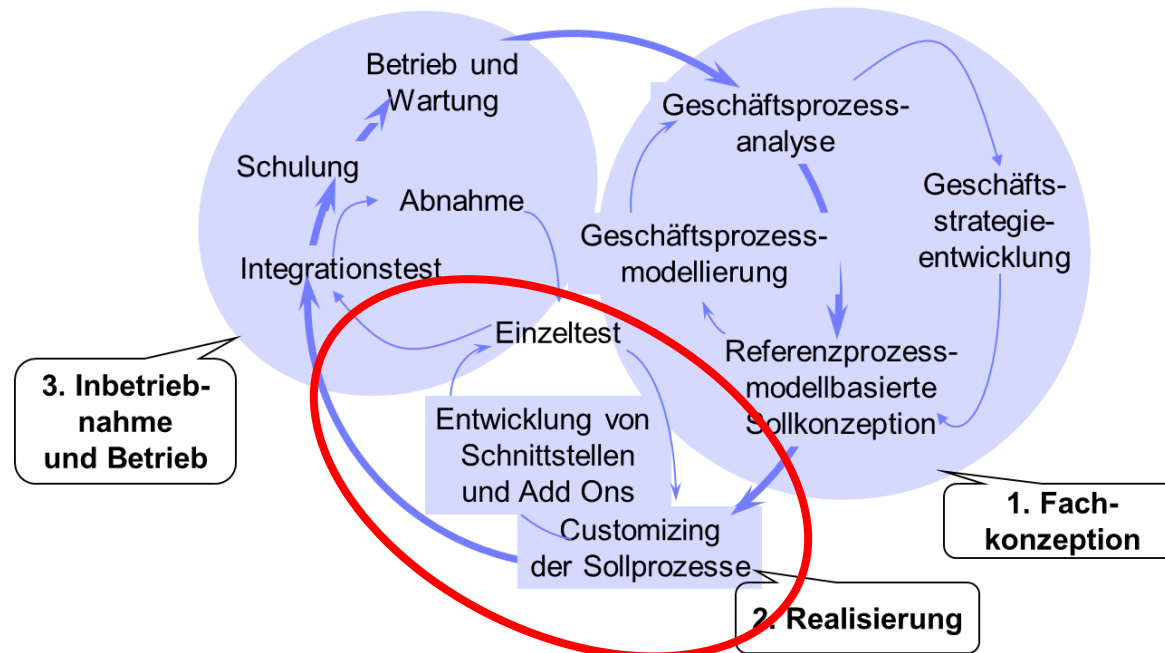 Betrieb und
Wartung
Schulung
Abnahme
Integrationstest
3. Inbetrieb-
nahme
und Betrieb
Geschäftsprozess-
analyse
Geschäfts-
strategie-
entwicklung
Geschäftsprozess-
modellierung
Referenzprozess-
modellbasierte
Sollkonzeption
1. Fach-
konzeption
Einzeltest
Entwicklung von
Schnittstellen
und Add Ons
Customizing
der Sollprozesse
2. Realisierung